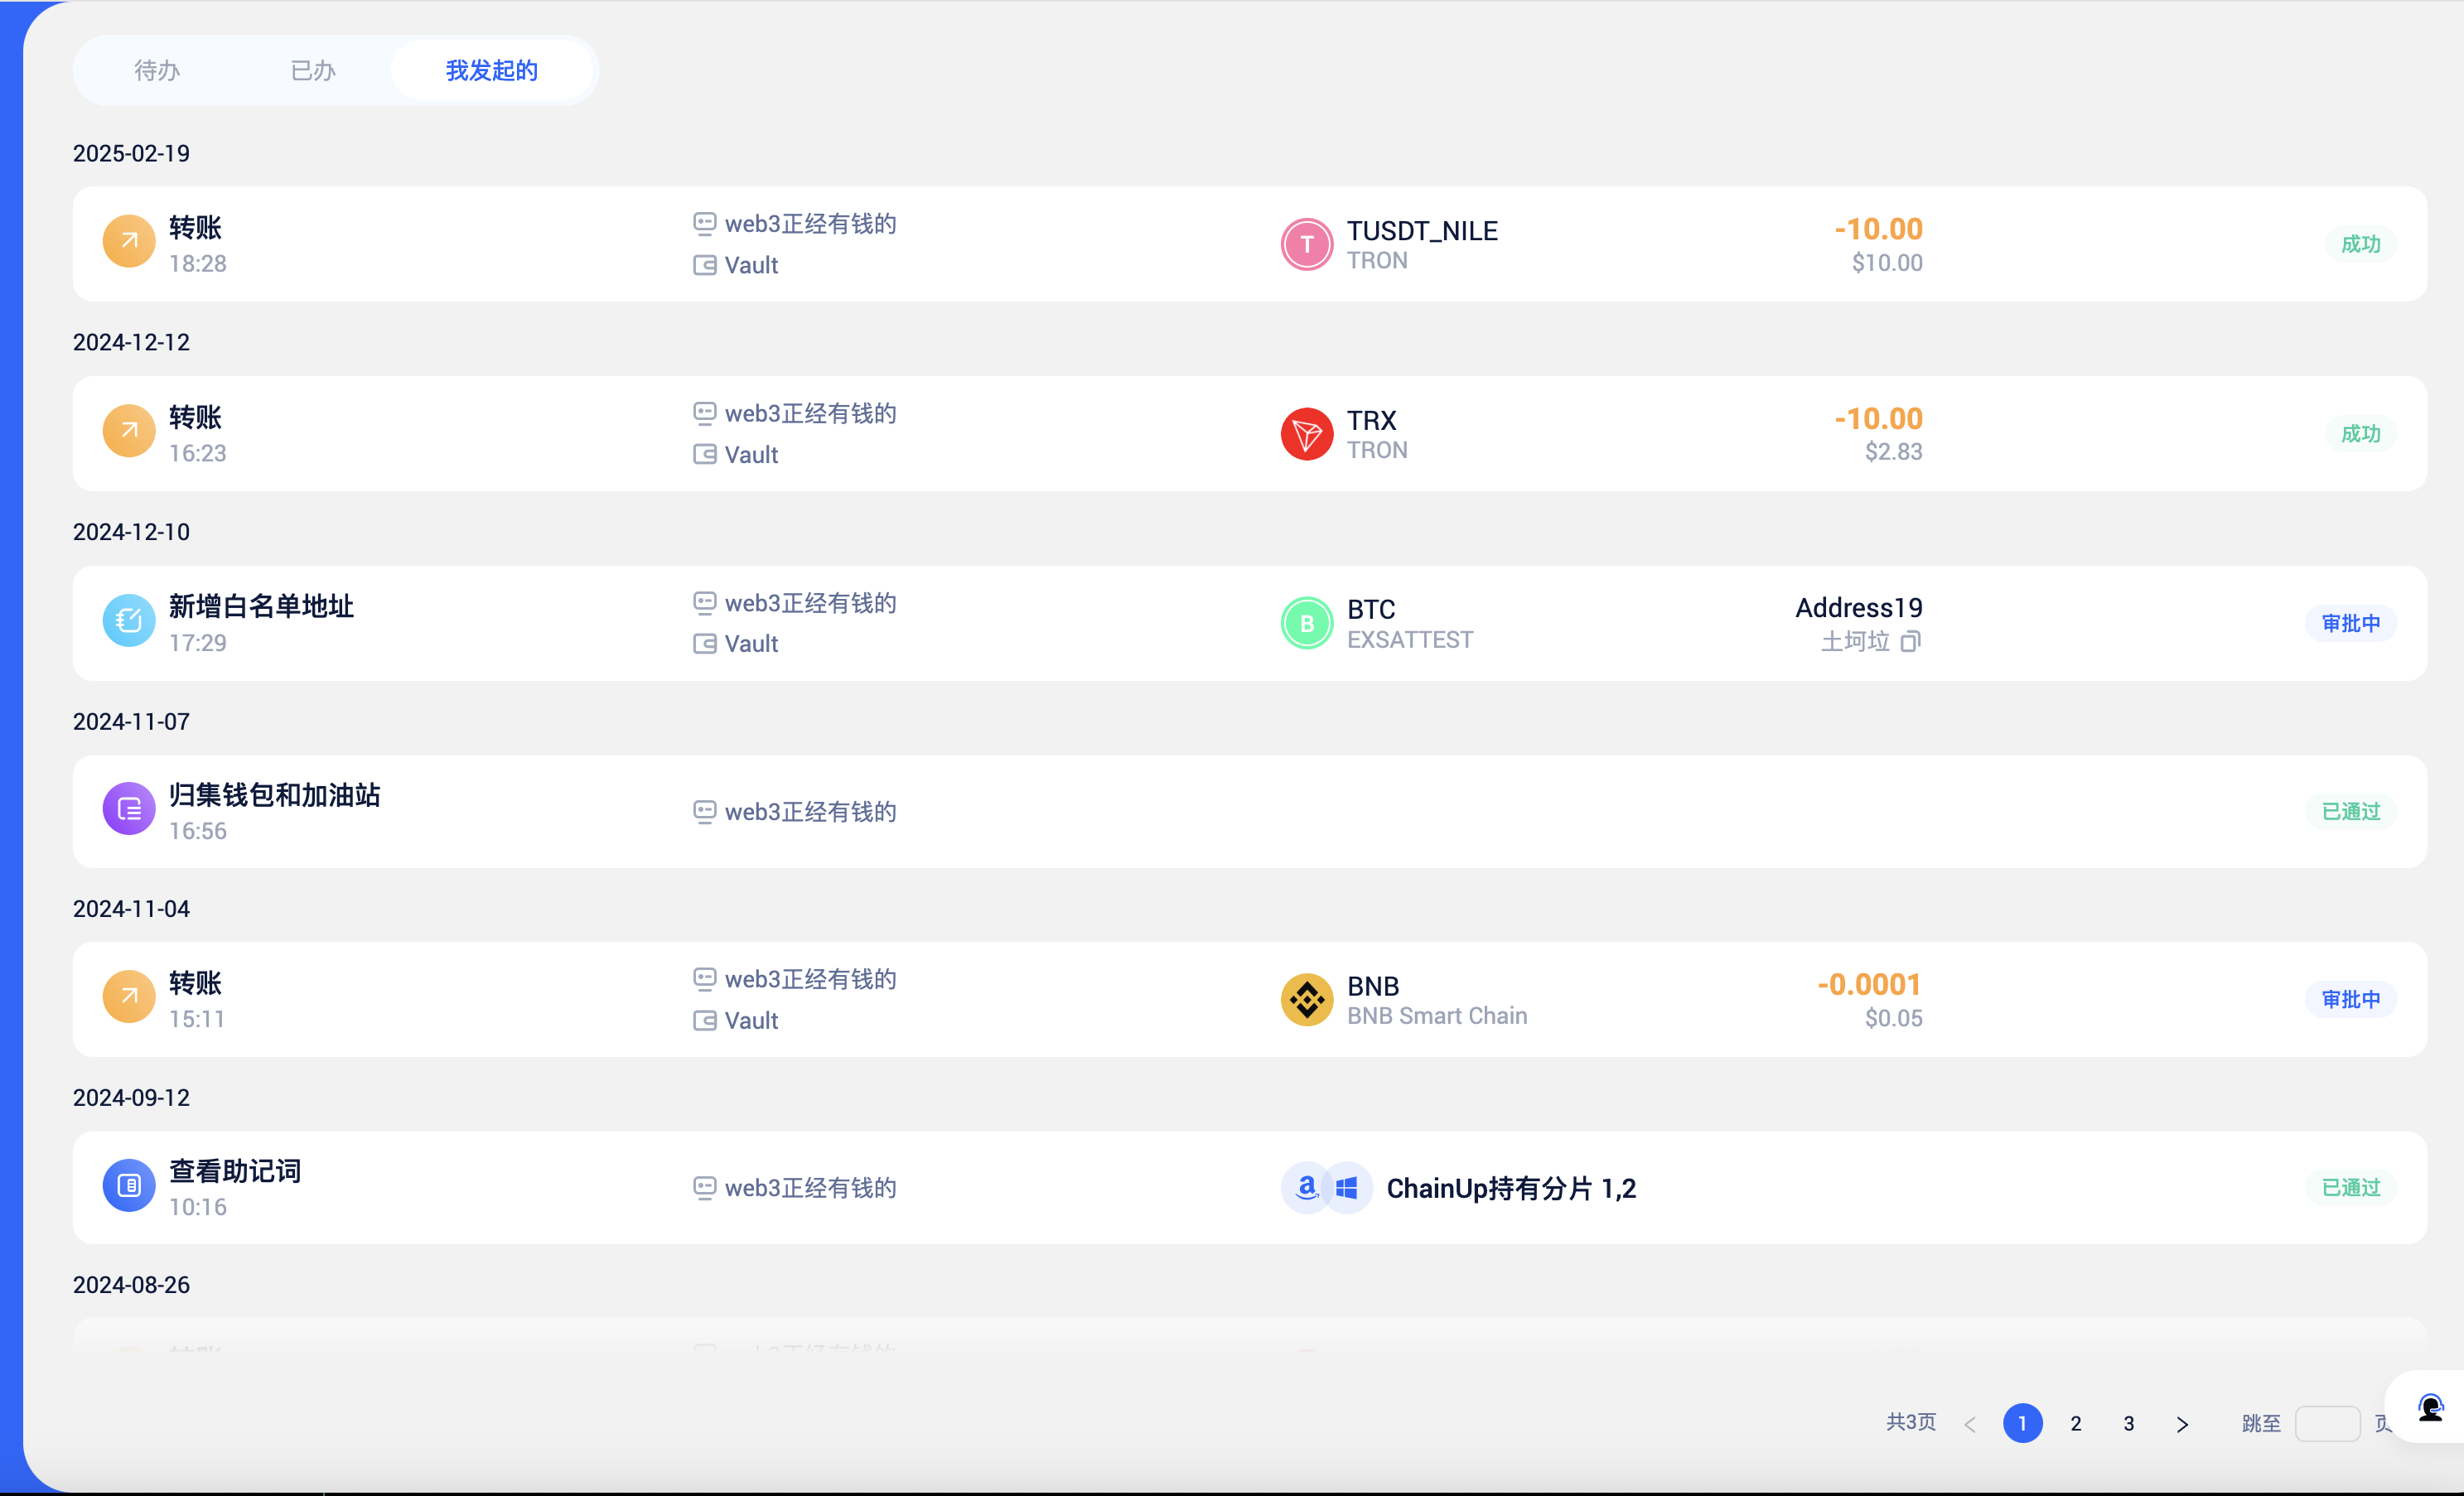 待办 已办 我发起的
2025-02-19
转账
18:28
web3正经有钱的
Vault
T
TUSDT_NILE
TRON
-10.00
$10.00
成功
2024-12-12
转账
16:23
web3正经有钱的
Vault
TRX
TRON
-10.00
$2.83
成功
2024-12-10
新增白名单地址
17:29
web3正经有钱的
Vault
B
BTC
EXSATTEST
Address19
土坷垃
审批中
2024-11-07
归集钱包和加油站
16:56
web3正经有钱的
已通过
2024-11-04
转账
15:11
web3正经有钱的
Vault
BNB
BNB Smart Chain
-0.0001
$0.05
审批中
2024-09-12
查看助记词
10:16
web3正经有钱的
a
ChainUp持有分片 1,2
已通过
2024-08-26
共3页 < 1 2 3 > 跳至 页